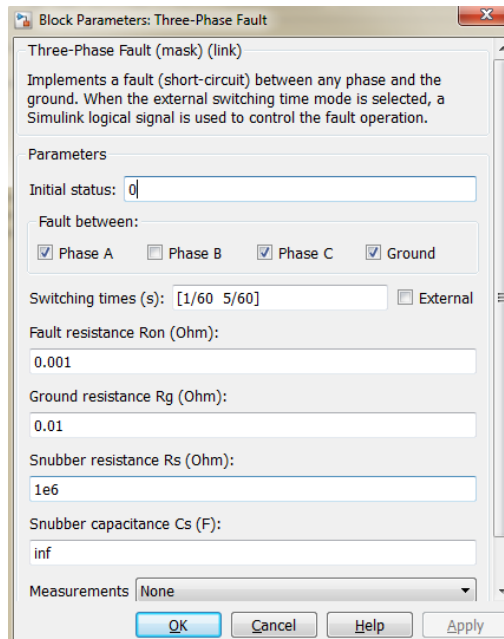 Block Parameters: Three-Phase Fault
Three-Phase Fault (mask) (link)
Implements a fault (short-circuit) between any phase and the
ground. When the external switching time mode is selected, a
Simulink logical signal is used to control the fault operation.
Parameters
Initial status: 0
Fault between:
Phase A Phase B Phase C Ground
Switching times (s): [1/60 5/60] External
Fault resistance Ron (Ohm):
0.001
Ground resistance Rg (Ohm):
0.01
Snubber resistance Rs (Ohm):
1e6
Snubber capacitance Cs (F):
inf
Measurements None
OK Cancel Help Apply